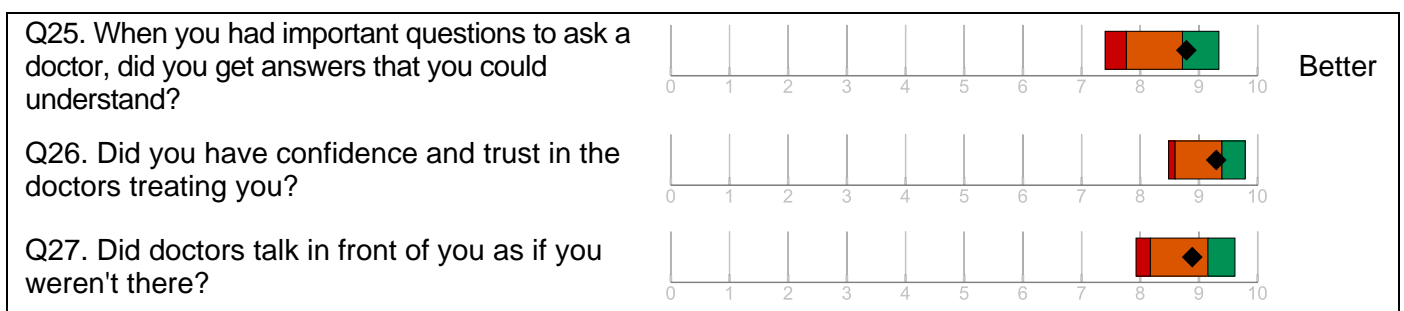 Q25. When you had important questions to ask a
doctor, did you get answers that you could
understand?
0 1 2 3 4 5 6 7 8 9 10
Better
Q26. Did you have confidence and trust in the
doctors treating you?
0 1 2 3 4 5 6 7 8 9 10
Q27. Did doctors talk in front of you as if you
weren't there?
0 1 2 3 4 5 6 7 8 9 10